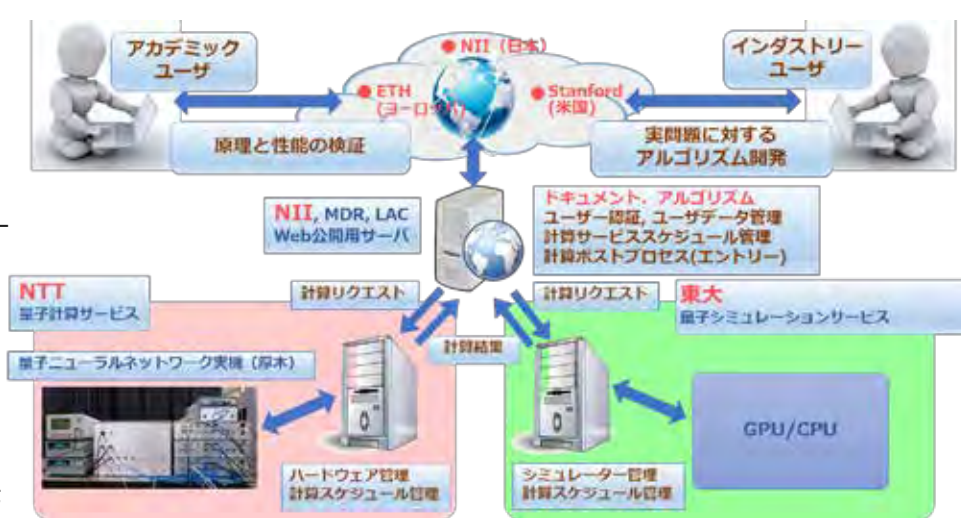 アカデミック
ユーザ
● NII（日本）
● ETH
(ヨーロッパ)
● Stanford
(米国)
インダストリー
ユーザ
原理と性能の検証
実問題に対する
アルゴリズム開発
NII, MDR, LAC
Web公開用サーバ
ドキュメント、アルゴリズム
ユーザー認証, ユーザデータ管理
計算サービススケジュール管理
計算ポストプロセス(エントリー)
NTT
量子計算サービス
計算リクエスト
計算リクエスト
東大
量子シミュレーションサービス
計算結果
量子ニューラルネットワーク実機（厚木）
GPU/CPU
ハードウェア管理
計算スケジュール管理
シミュレーター管理
計算スケジュール管理